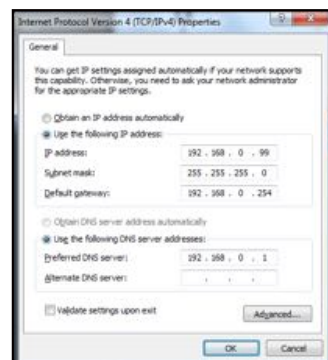 Internet Protocol Version 4 (TCP/IPv4) Properties
General
You can get IP settings assigned automatically if your network supports
this capability. Otherwise, you need to ask your network administrator
for the appropriate IP settings.
Obtain an IP address automatically
Use the following IP address:
IP address: 192 . 168 . 0 . 99
Subnet mask: 255 . 255 . 255 . 0
Default gateway: 192 . 168 . 0 . 254
Obtain DNS server address automatically
Use the following DNS server addresses:
Preferred DNS server: 192 . 168 . 0 . 1
Alternate DNS server: . . .
Validate settings upon exit
Advanced...
OK Cancel